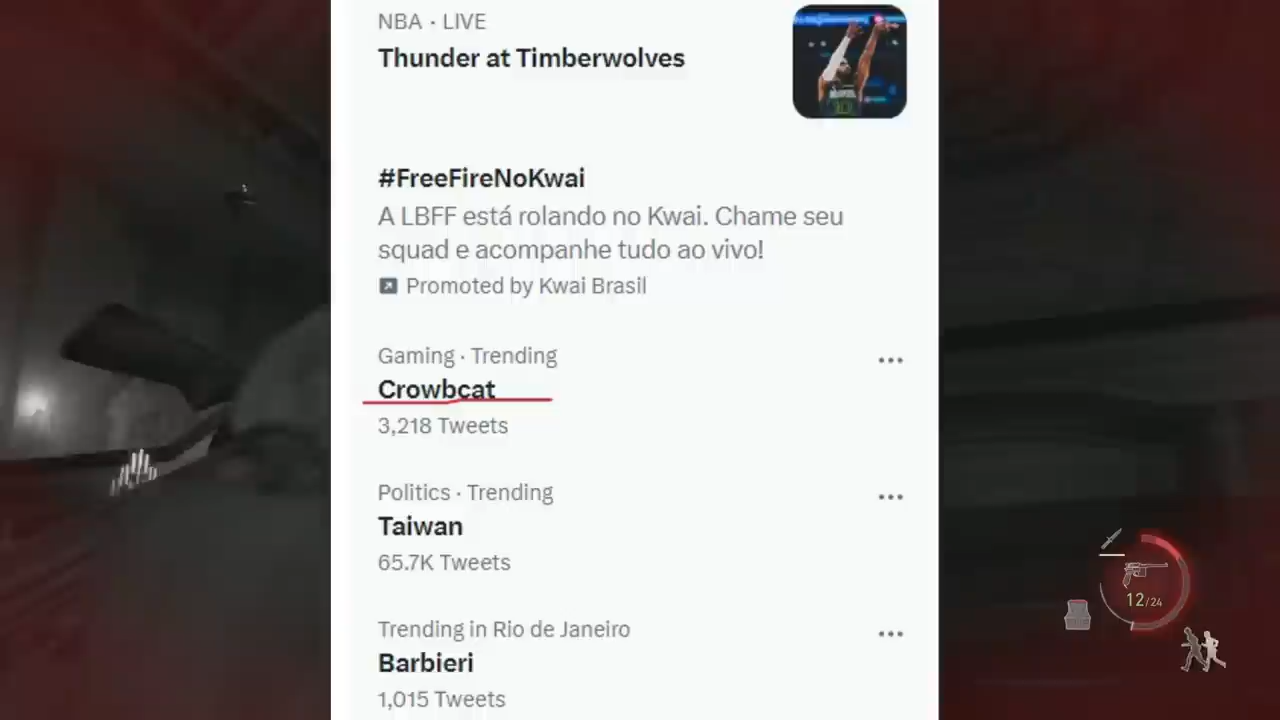 NBA · LIVE
Thunder at Timberwolves
#FreeFireNoKwai
A LBFF está rolando no Kwai. Chame seu
squad e acompanhe tudo ao vivo!
Promoted by Kwai Brasil
Gaming · Trending
Crowbcat
3,218 Tweets
Politics · Trending
Taiwan
65.7K Tweets
Trending in Rio de Janeiro
Barbieri
1,015 Tweets
12/24